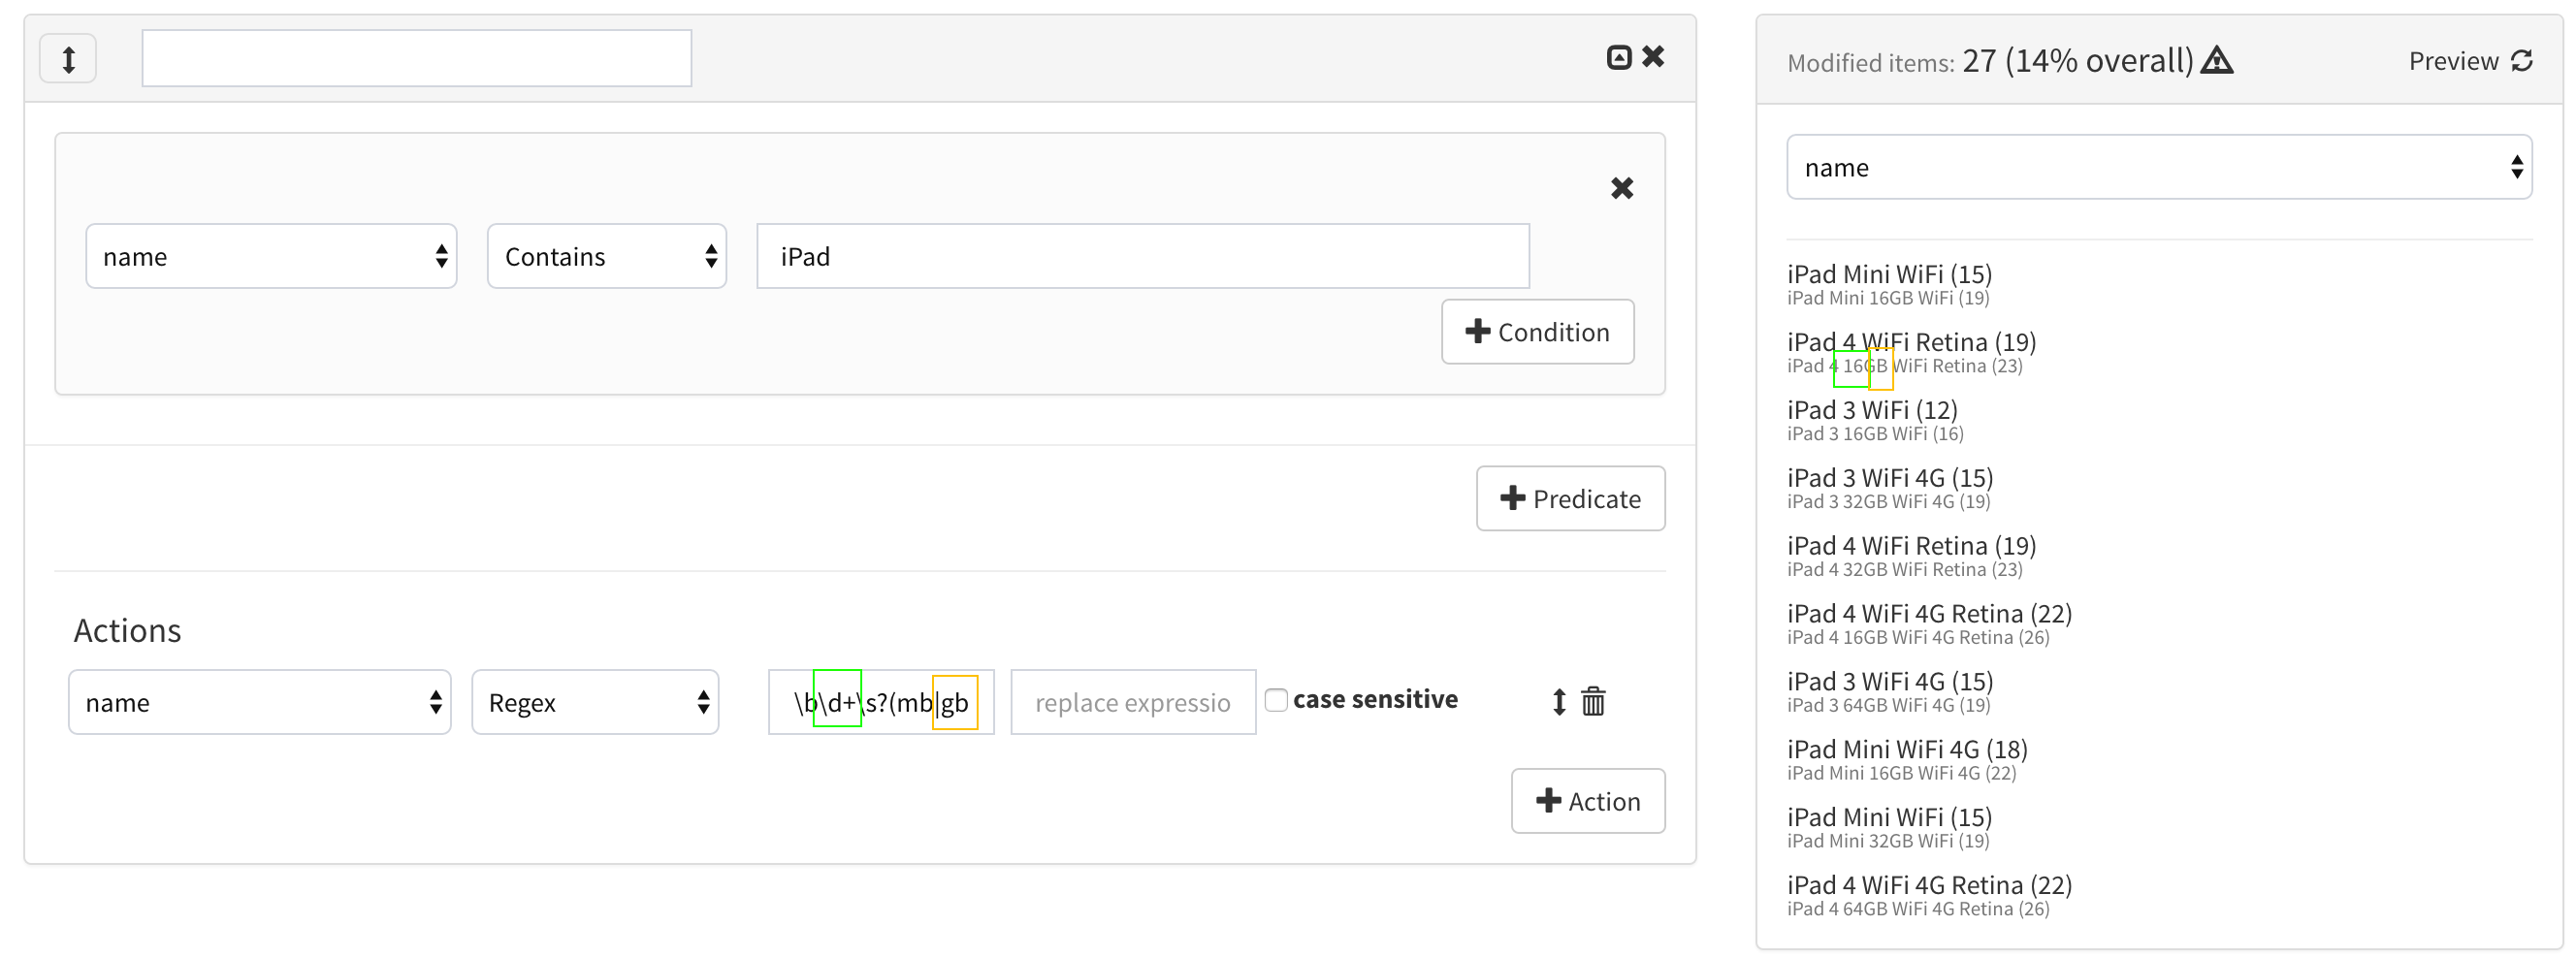 Modified items: 27 (14% overall)
Preview
name
name
Contains
iPad
Condition
Predicate
Actions
name
Regex
\b\d+\s?(mb|gb
replace expressio
case sensitive
Action
iPad Mini WiFi (15)
iPad Mini 16GB WiFi (19)
iPad 4 WiFi Retina (19)
iPad 4 16GB WiFi Retina (23)
iPad 3 WiFi (12)
iPad 3 16GB WiFi (16)
iPad 3 WiFi 4G (15)
iPad 3 32GB WiFi 4G (19)
iPad 4 WiFi Retina (19)
iPad 4 32GB WiFi Retina (23)
iPad 4 WiFi 4G Retina (22)
iPad 4 16GB WiFi 4G Retina (26)
iPad 3 WiFi 4G (15)
iPad 3 64GB WiFi 4G (19)
iPad Mini WiFi 4G (18)
iPad Mini 16GB WiFi 4G (22)
iPad Mini WiFi (15)
iPad Mini 32GB WiFi (19)
iPad 4 WiFi 4G Retina (22)
iPad 4 64GB WiFi 4G Retina (26)